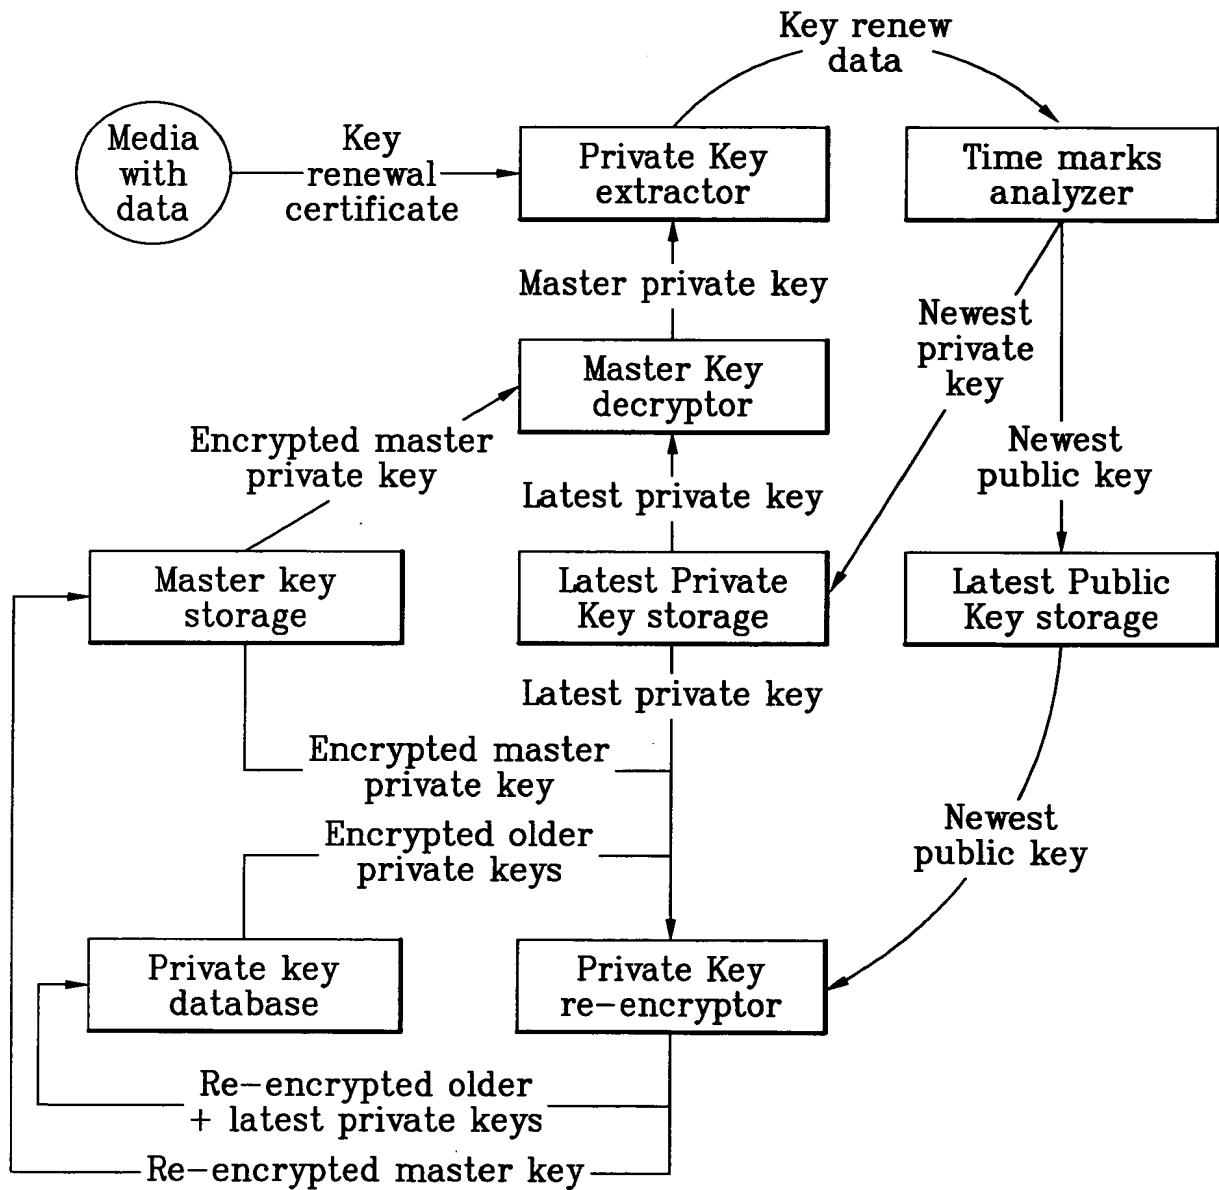 Key renew
data
Media
with
data
Key
renewal
certificate
Private Key
extractor
Time marks
analyzer
Master private key
Newest
private
key
Master Key
decryptor
Encrypted master
private key
Newest
public key
Latest private key
Master key
storage
Latest Private
Key storage
Latest Public
Key storage
Latest private key
Encrypted master
private key
Encrypted older
private keys
Newest
public key
Private key
database
Private Key
re-encryptor
Re-encrypted older
+ latest private keys
Re-encrypted master key